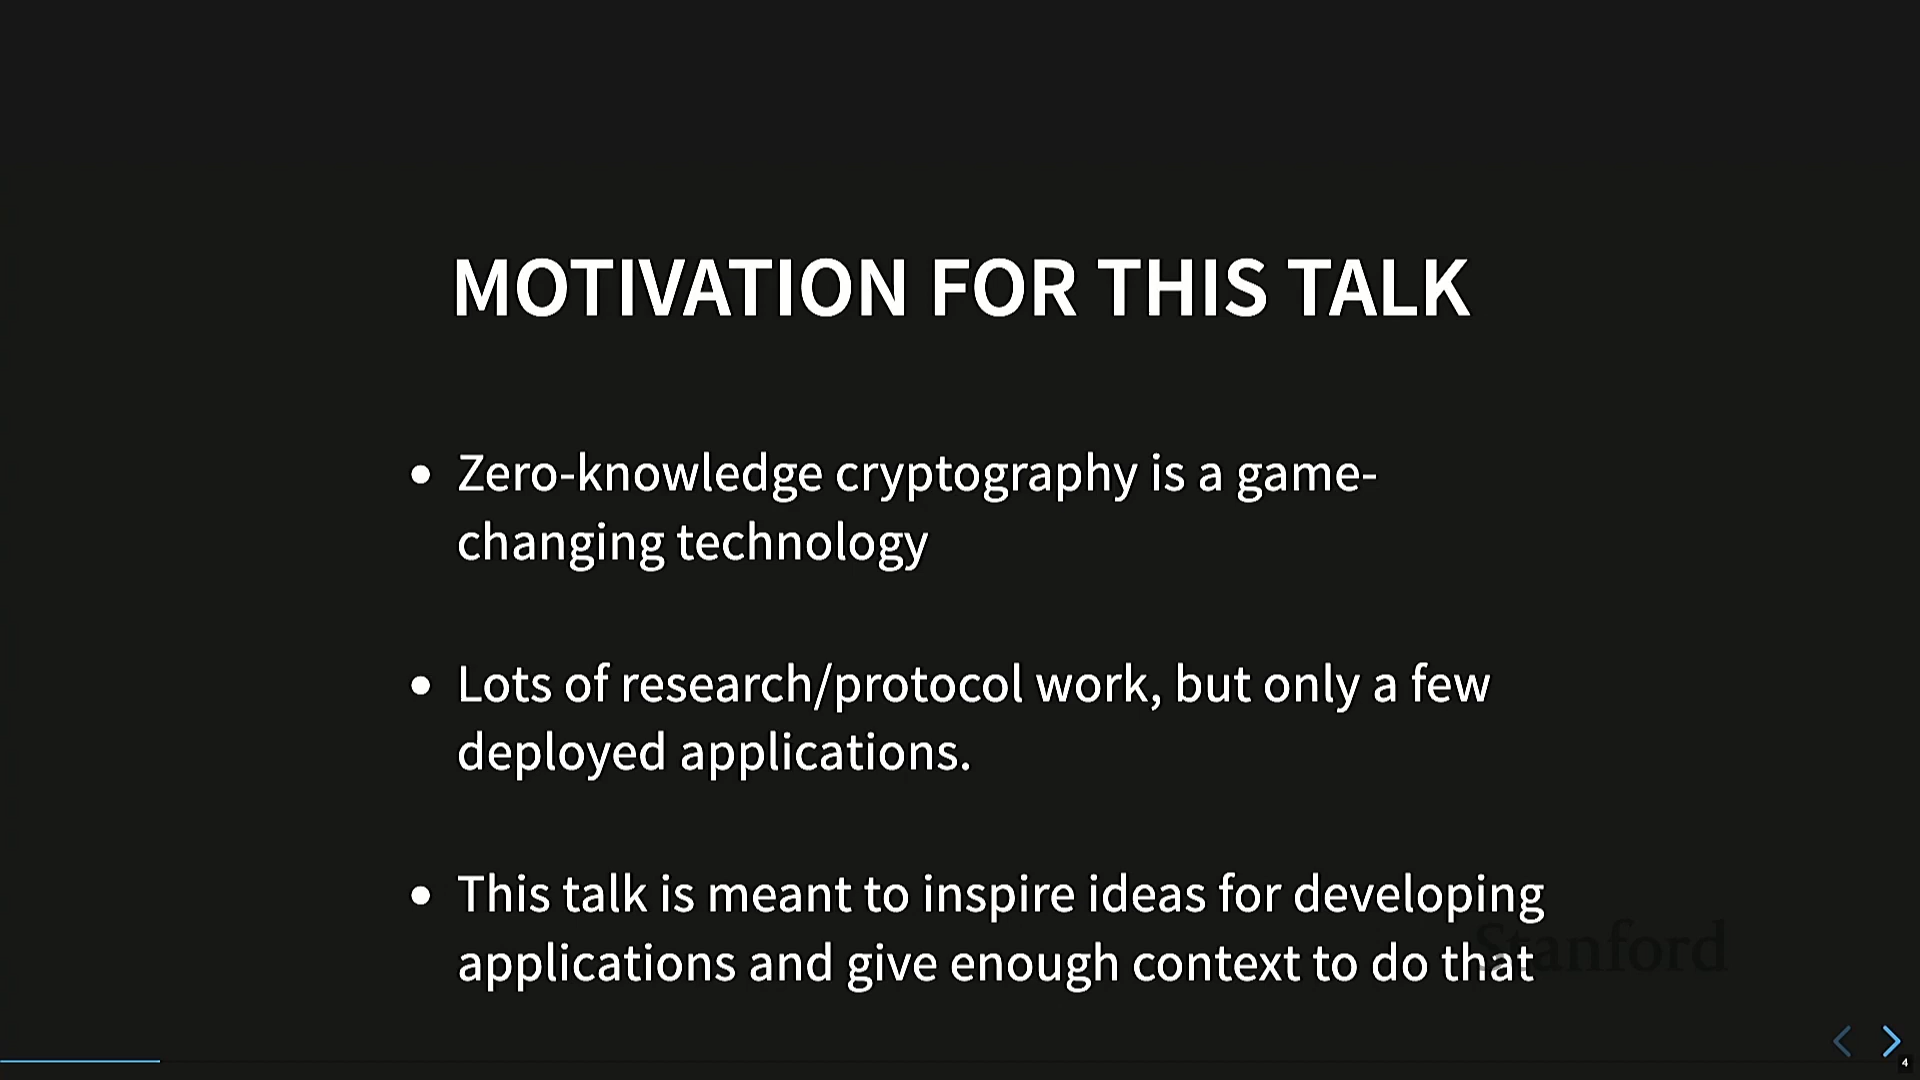 MOTIVATION FOR THIS TALK
• Zero-knowledge cryptography is a game-
changing technology
• Lots of research/protocol work, but only a few
deployed applications.
• This talk is meant to inspire ideas for developing
applications and give enough context to do that
Stanford
4